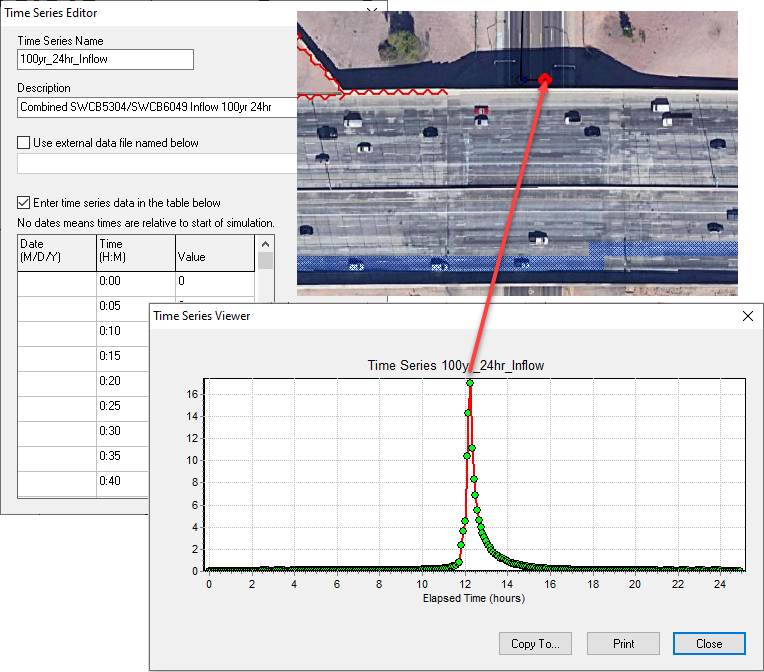 Time Series Editor
Time Series Name
100yr_24hr_Inflow
Description
Combined SWCB5304/SWCB6049 Inflow 100yr 24hr
Use external data file named below
Enter time series data in the table below
No dates means times are relative to start of simulation.
Date (M/D/Y)
Time (H:M)
Value
0:00 0
0:05
0:10
0:15
0:20
0:25
0:30
0:35
0:40
Time Series Viewer
Time Series 100yr_24hr_Inflow
16
14
12
10
8
6
4
2
0
0 2 4 6 8 10 12 14 16 18 20 22 24
Elapsed Time (hours)
Copy To...
Print
Close